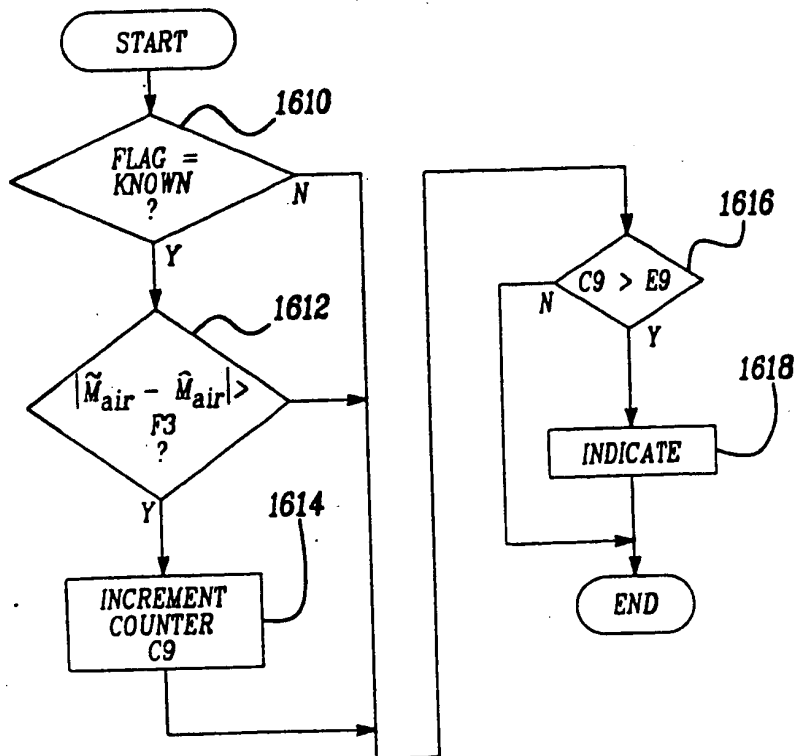 START
1610
FLAG =
KNOWN
?
N
Y
1612
|M̃air - M̂air| >
F3
?
Y
1614
INCREMENT
COUNTER
C9
1616
C9 > E9
N
Y
1618
INDICATE
END